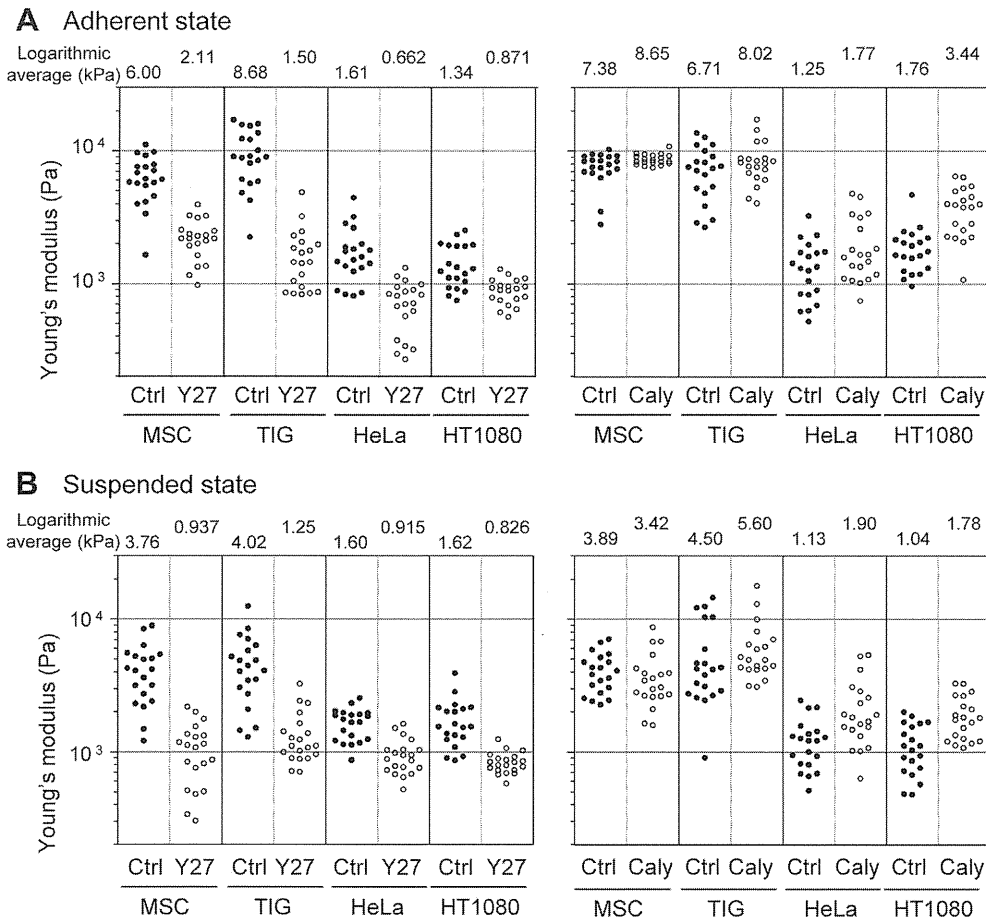 A Adherent state
Logarithmic average (kPa)
6.00 2.11 8.68 1.50 1.61 0.662 1.34 0.871
7.38 8.65 6.71 8.02 1.25 1.77 1.76 3.44
Young's modulus (Pa)
10^4
10^3
Ctrl Y27 Ctrl Y27 Ctrl Y27 Ctrl Y27
MSC TIG HeLa HT1080
Ctrl Caly Ctrl Caly Ctrl Caly Ctrl Caly
MSC TIG HeLa HT1080
B Suspended state
Logarithmic average (kPa)
3.76 0.937 4.02 1.25 1.60 0.915 1.62 0.826
3.89 3.42 4.50 5.60 1.13 1.90 1.04 1.78
Young's modulus (Pa)
10^4
10^3
Ctrl Y27 Ctrl Y27 Ctrl Y27 Ctrl Y27
MSC TIG HeLa HT1080
Ctrl Caly Ctrl Caly Ctrl Caly Ctrl Caly
MSC TIG HeLa HT1080